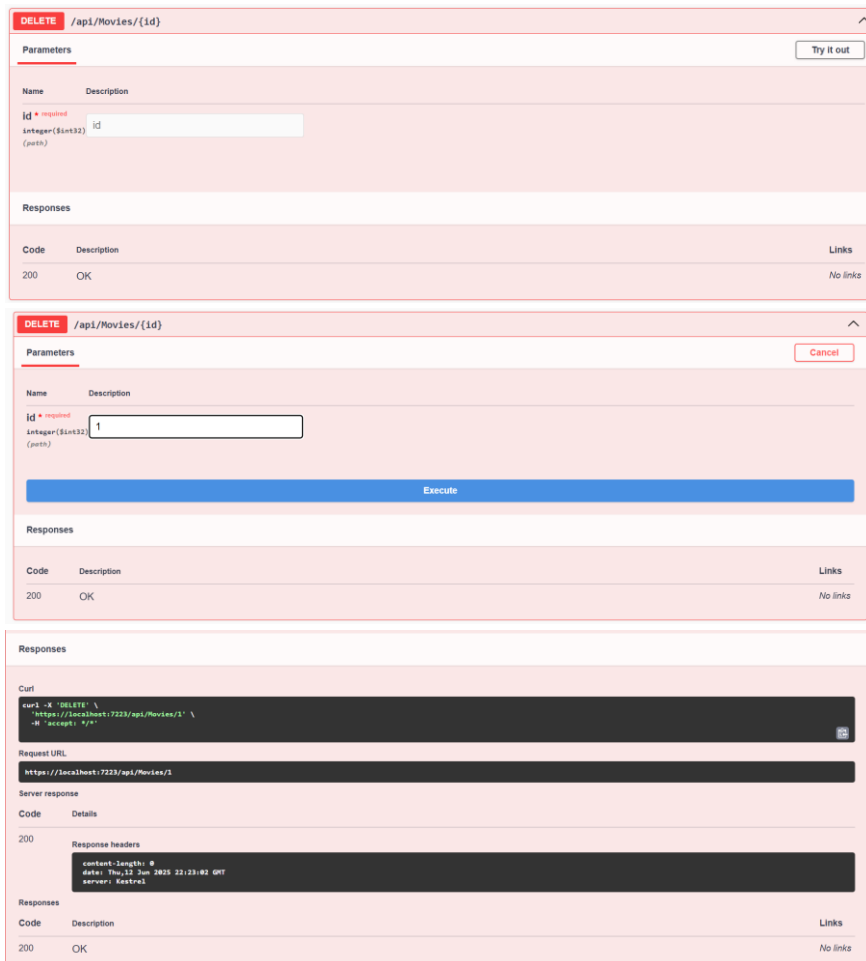 DELETE /api/Movies/{id}
Parameters Try it out
Name Description
id * required
integer($int32)
(path)
id
Responses
Code Description Links
200 OK No links
DELETE /api/Movies/{id}
Parameters Cancel
Name Description
id * required
integer($int32)
(path)
1
Execute
Responses
Code Description Links
200 OK No links
Responses
Curl
curl -X 'DELETE' \
'https://localhost:7223/api/Movies/1' \
-H 'accept: */*'
Request URL
https://localhost:7223/api/Movies/1
Server response
Code Details
200
Response headers
content-length: 0
date: Thu,12 Jun 2025 22:23:02 GMT
server: Kestrel
Responses
Code Description Links
200 OK No links